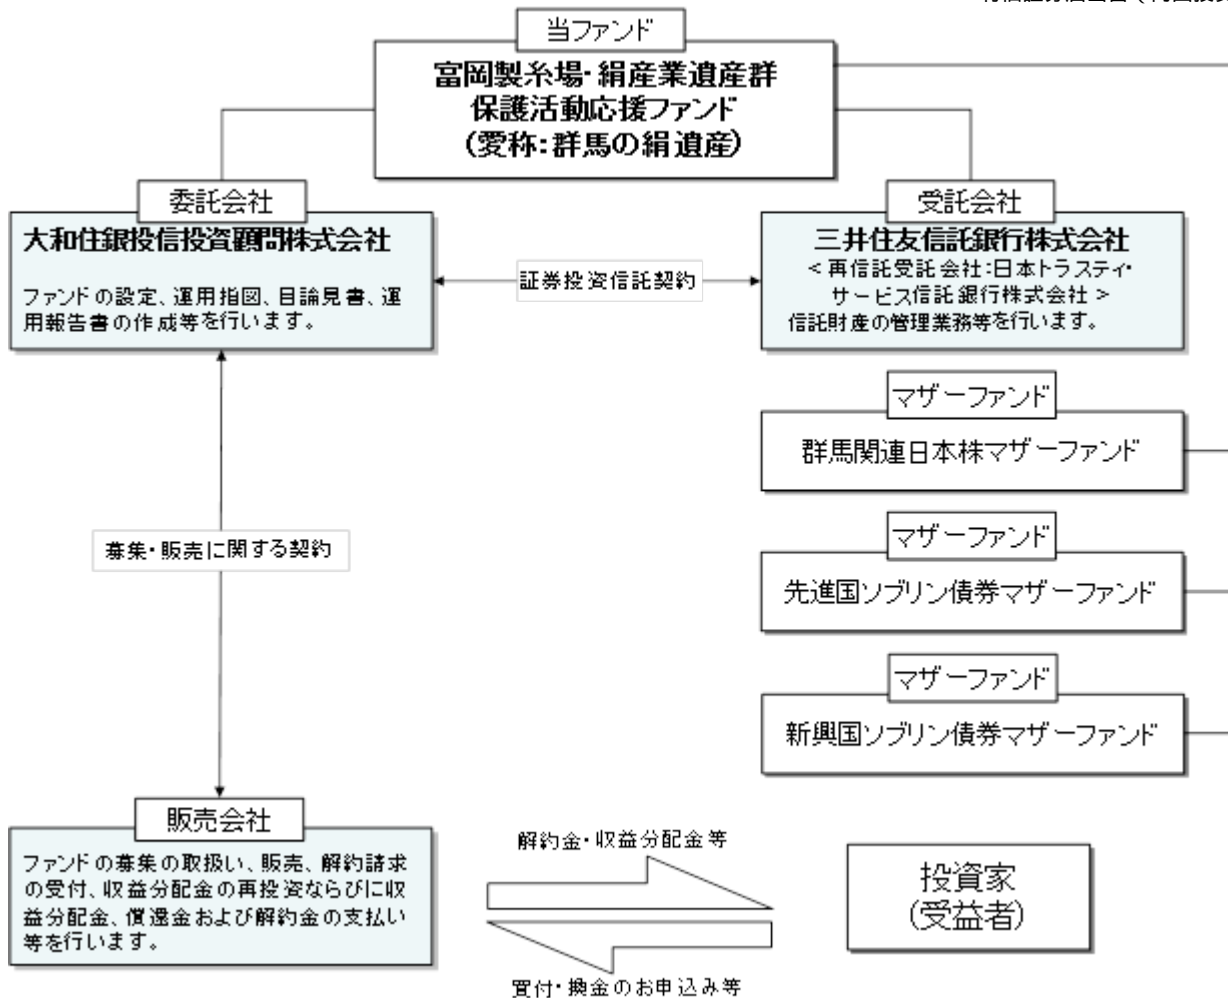 当ファンド
富岡製糸場・絹産業遺産群
保護活動応援ファンド
(愛称:群馬の絹遺産)
委託会社
大和住銀投信投資顧問株式会社
ファンドの設定、運用指図、目論見書、運
用報告書の作成等を行います。
証券投資信託契約
受託会社
三井住友信託銀行株式会社
<再信託受託会社:日本トラスティ・
サービス信託銀行株式会社>
信託財産の管理業務等を行います。
マザーファンド
群馬関連日本株マザーファンド
マザーファンド
先進国ソブリン債券マザーファンド
マザーファンド
新興国ソブリン債券マザーファンド
募集・販売に関する契約
販売会社
ファンドの募集の取扱い、販売、解約請求
の受付、収益分配金の再投資ならびに収
益分配金、償還金および解約金の支払い
等を行います。
解約金・収益分配金等
買付・換金のお申込み等
投資家
(受益者)